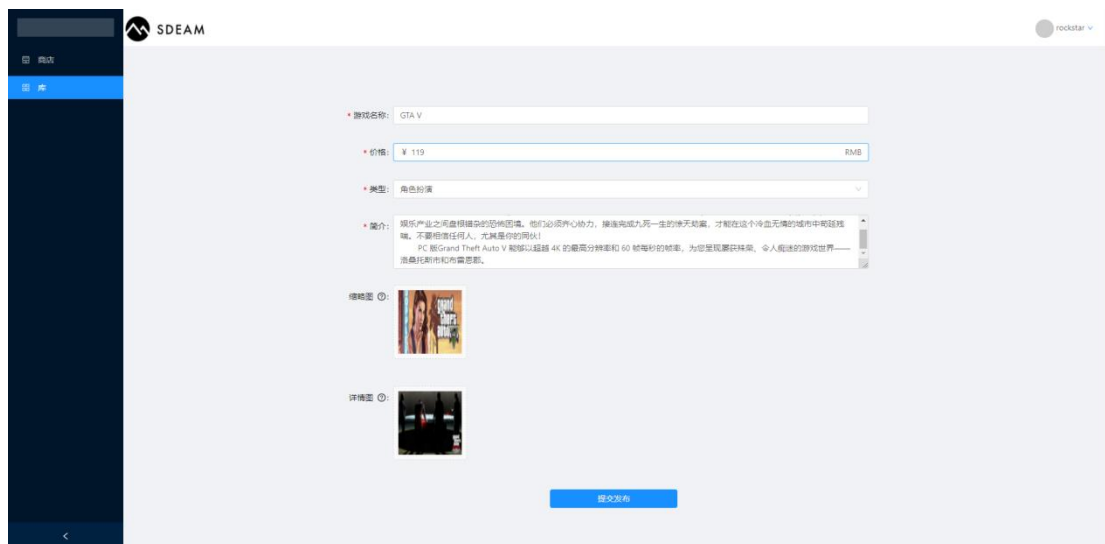 SDEAM
rockstar
商店
库
* 游戏名称: GTA V
* 价格: ¥ 119 RMB
* 类型: 角色扮演
* 简介: 娱乐产业之间盘根错杂的恐怖困境。他们必须齐心协力，接连完成九死一生的惊天劫案，才能在这个冷血无情的城市中苟延残
喘。不要相信任何人，尤其是你的同伙!
PC 版Grand Theft Auto V 能够以超越 4K 的最高分辨率和 60 帧每秒的帧率，为您呈现屡获殊荣、令人痴迷的游戏世界——
洛桑托斯市和布雷恩郡。
缩略图 ?:
grand
theft
auto
详情图 ?:
提交发布